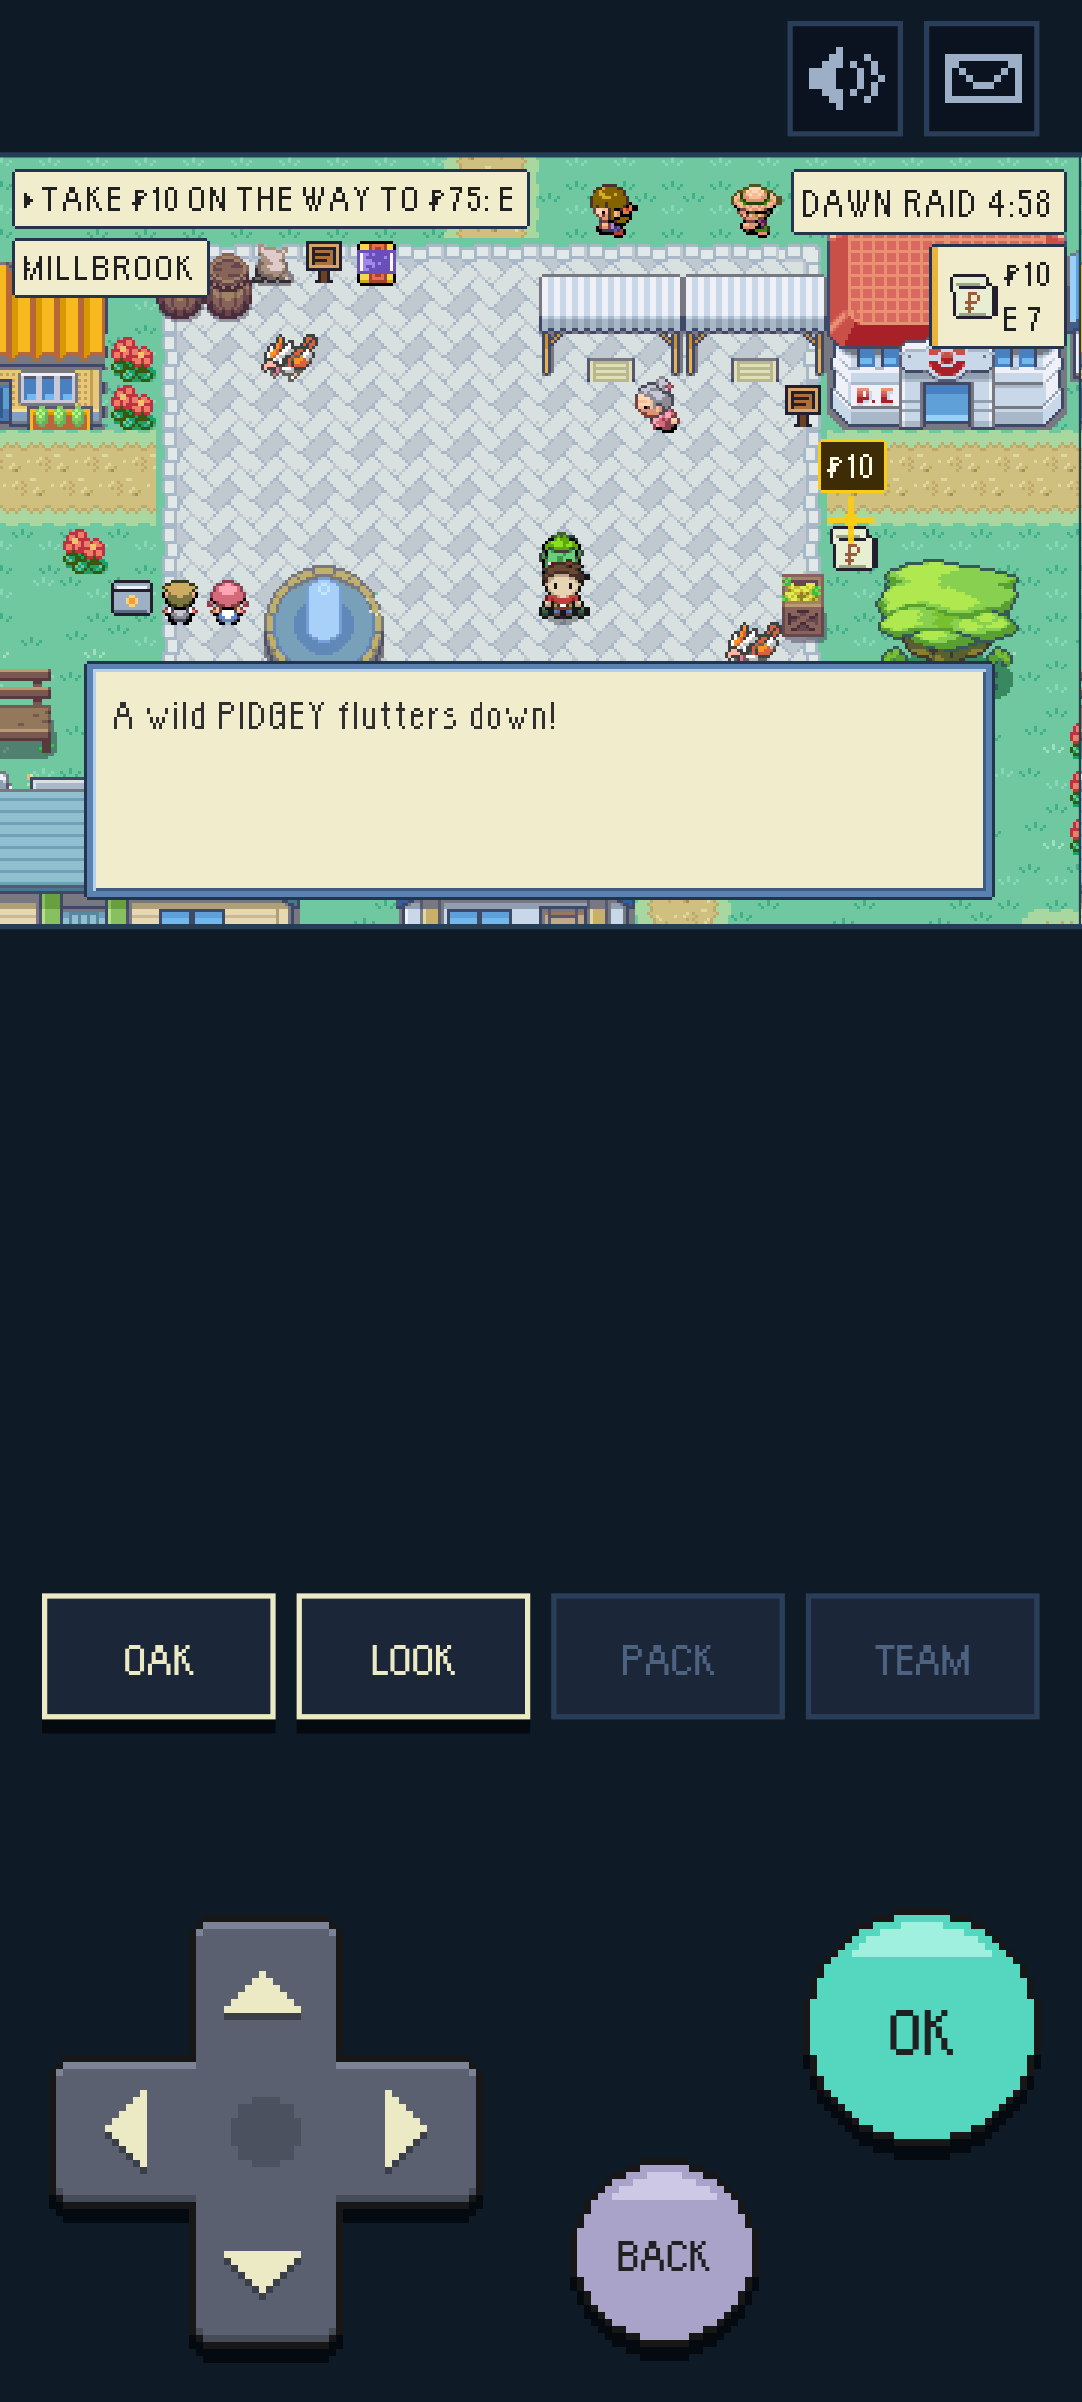 ▸TAKE ₽10 ON THE WAY TO ₽75: E
DAWN RAID 4:58
MILLBROOK
₽10
E 7
P.C
₽10
₽
A wild PIDGEY flutters down!
OAK
LOOK
PACK
TEAM
OK
BACK